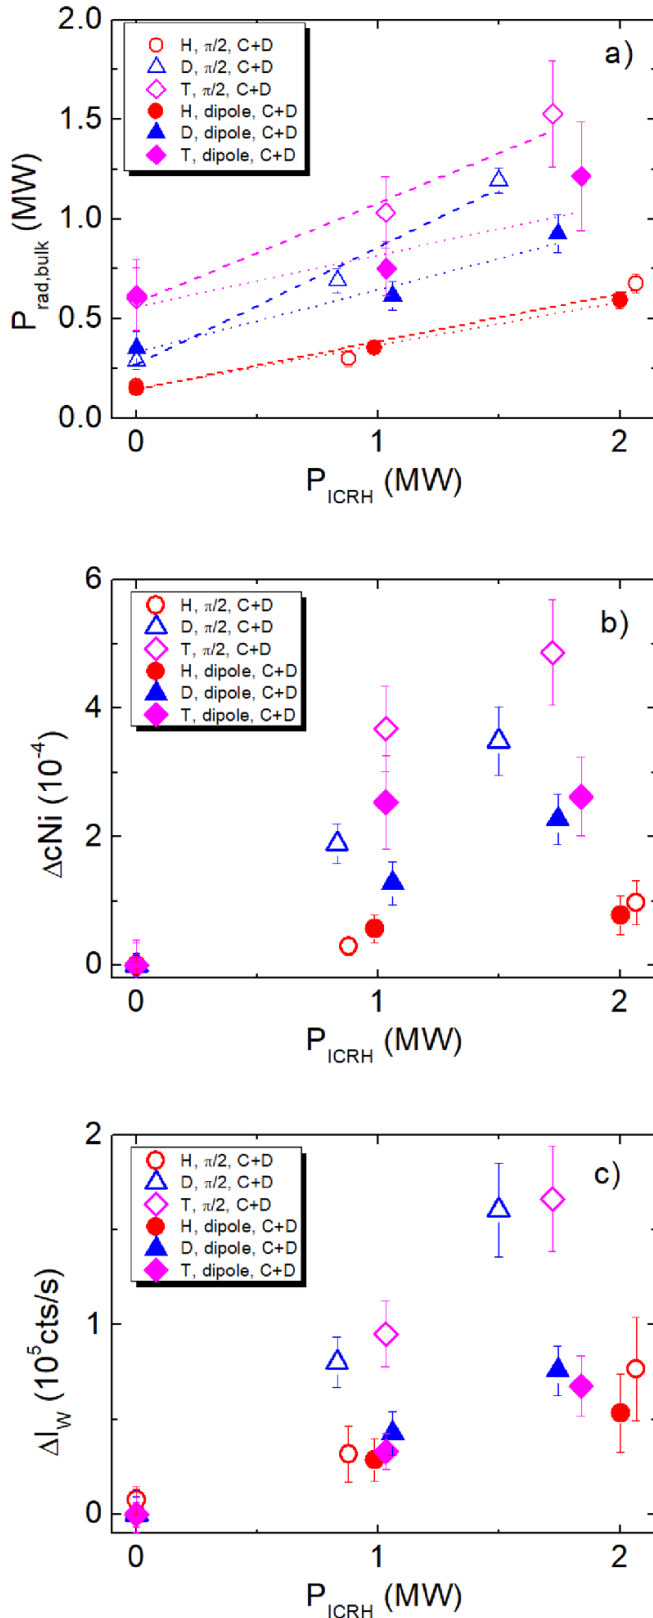 a)
H, π/2, C+D
D, π/2, C+D
T, π/2, C+D
H, dipole, C+D
D, dipole, C+D
T, dipole, C+D
2.0
1.5
1.0
0.5
0.0
P_rad,bulk (MW)
0 1 2
P_ICRH (MW)
b)
H, π/2, C+D
D, π/2, C+D
T, π/2, C+D
H, dipole, C+D
D, dipole, C+D
T, dipole, C+D
6
4
2
0
ΔcNi (10^-4)
0 1 2
P_ICRH (MW)
c)
H, π/2, C+D
D, π/2, C+D
T, π/2, C+D
H, dipole, C+D
D, dipole, C+D
T, dipole, C+D
2
1
0
ΔI_W (10^5cts/s)
0 1 2
P_ICRH (MW)